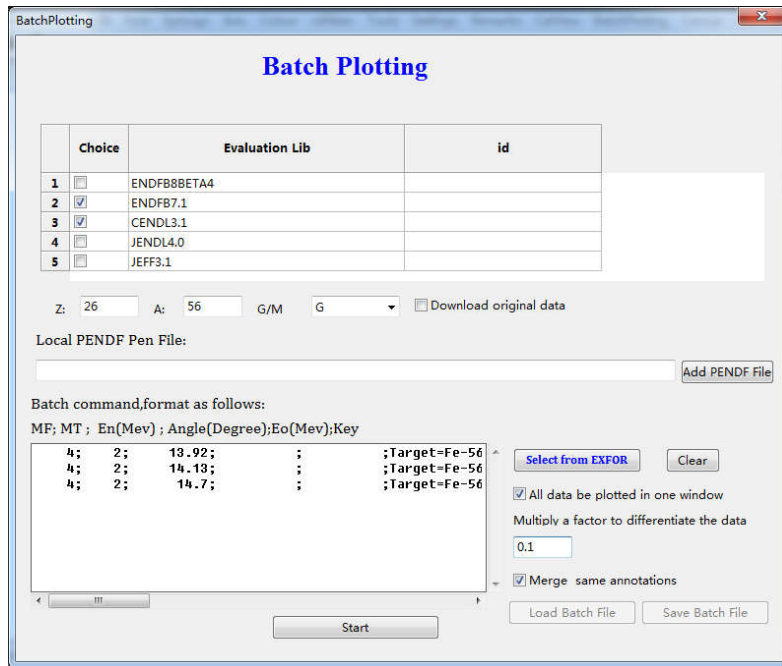 BatchPlotting
Batch Plotting
Choice Evaluation Lib id
1 ENDFB8BETA4
2 ENDFB7.1
3 CENDL3.1
4 JENDL4.0
5 JEFF3.1
Z: 26 A: 56 G/M G Download original data
Local PENDF Pen File:
Add PENDF File
Batch command,format as follows:
MF; MT ; En(Mev) ; Angle(Degree);Eo(Mev);Key
4; 2; 13.92; ; ;Target=Fe-56
4; 2; 14.13; ; ;Target=Fe-56
4; 2; 14.7; ; ;Target=Fe-56
Select from EXFOR Clear
All data be plotted in one window
Multiply a factor to differentiate the data
0.1
Merge same annotations
Load Batch File Save Batch File
Start